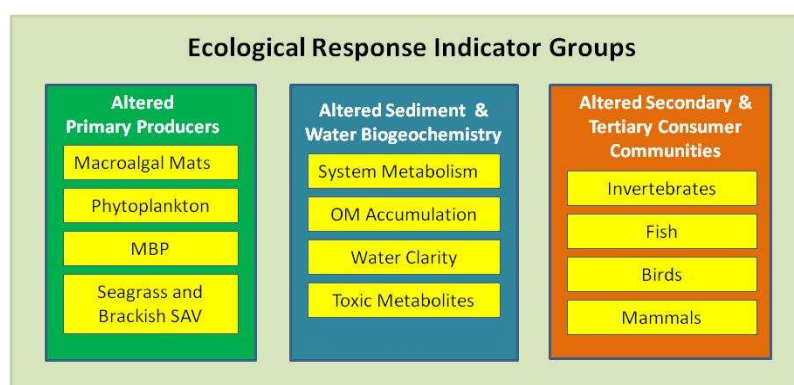 Ecological Response Indicator Groups
Altered
Primary Producers
Macroalgal Mats
Phytoplankton
MBP
Seagrass and
Brackish SAV
Altered Sediment &
Water Biogeochemistry
System Metabolism
OM Accumulation
Water Clarity
Toxic Metabolites
Altered Secondary &
Tertiary Consumer
Communities
Invertebrates
Fish
Birds
Mammals